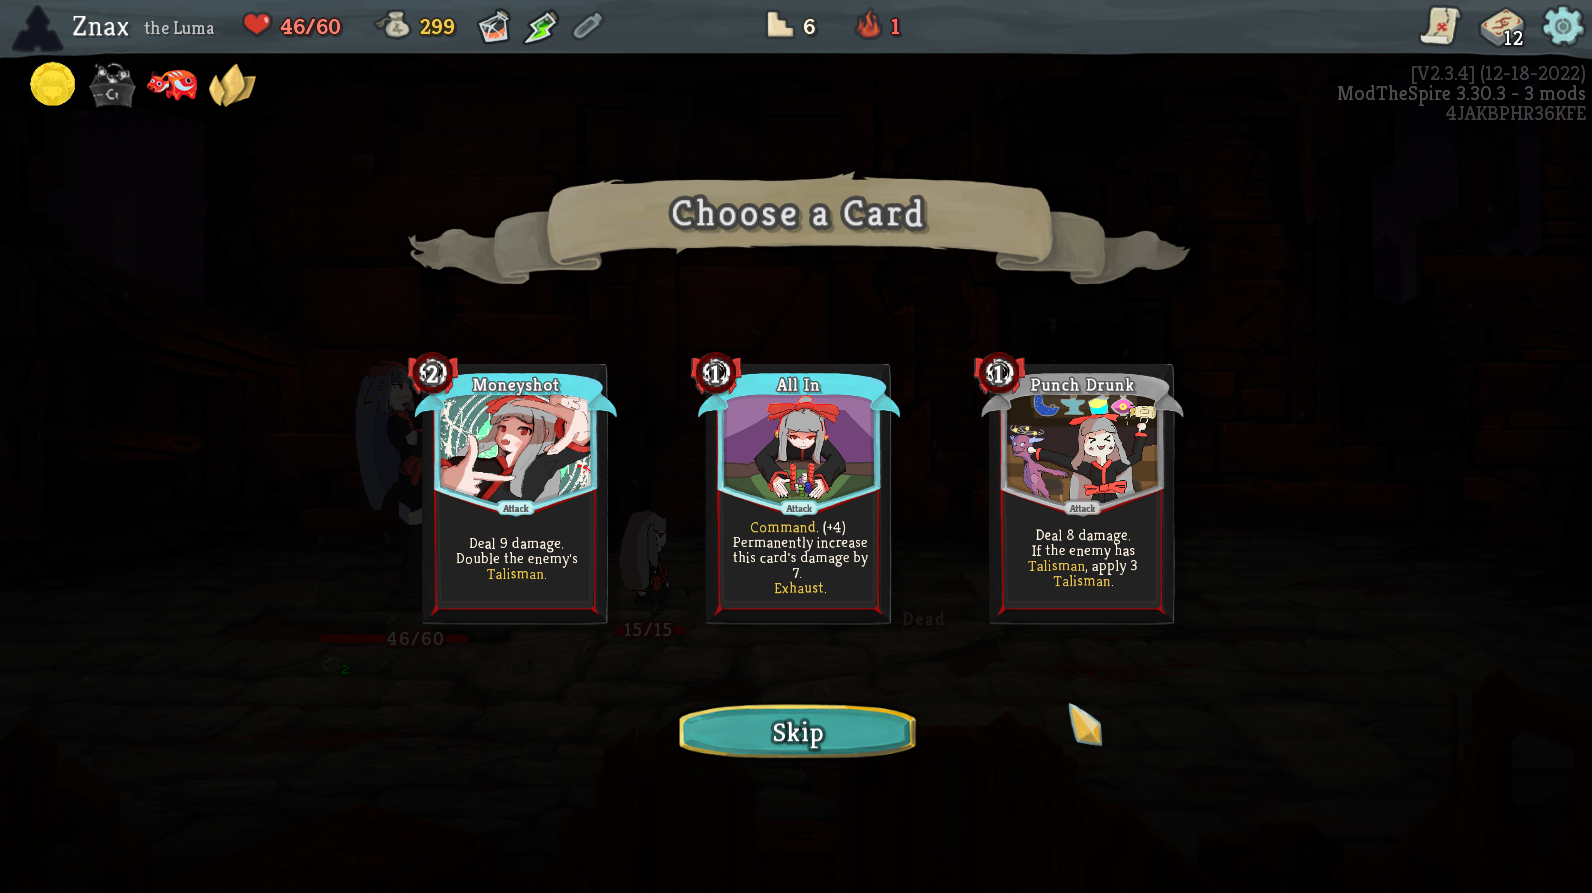 Znax the Luma 46/60 299 6 1 12
[V2.3.4] (12-18-2022)
ModTheSpire 3.30.3 - 3 mods
4JAKBPHR36KFE
Choose a Card
2 Moneyshot
Attack
Deal 9 damage.
Double the enemy's
Talisman.
1 All In
Attack
Command. (+4)
Permanently increase
this card's damage by
7.
Exhaust.
1 Punch Drunk
Attack
Deal 8 damage.
If the enemy has
Talisman, apply 3
Talisman.
46/60
15/15
Dead
2
Skip